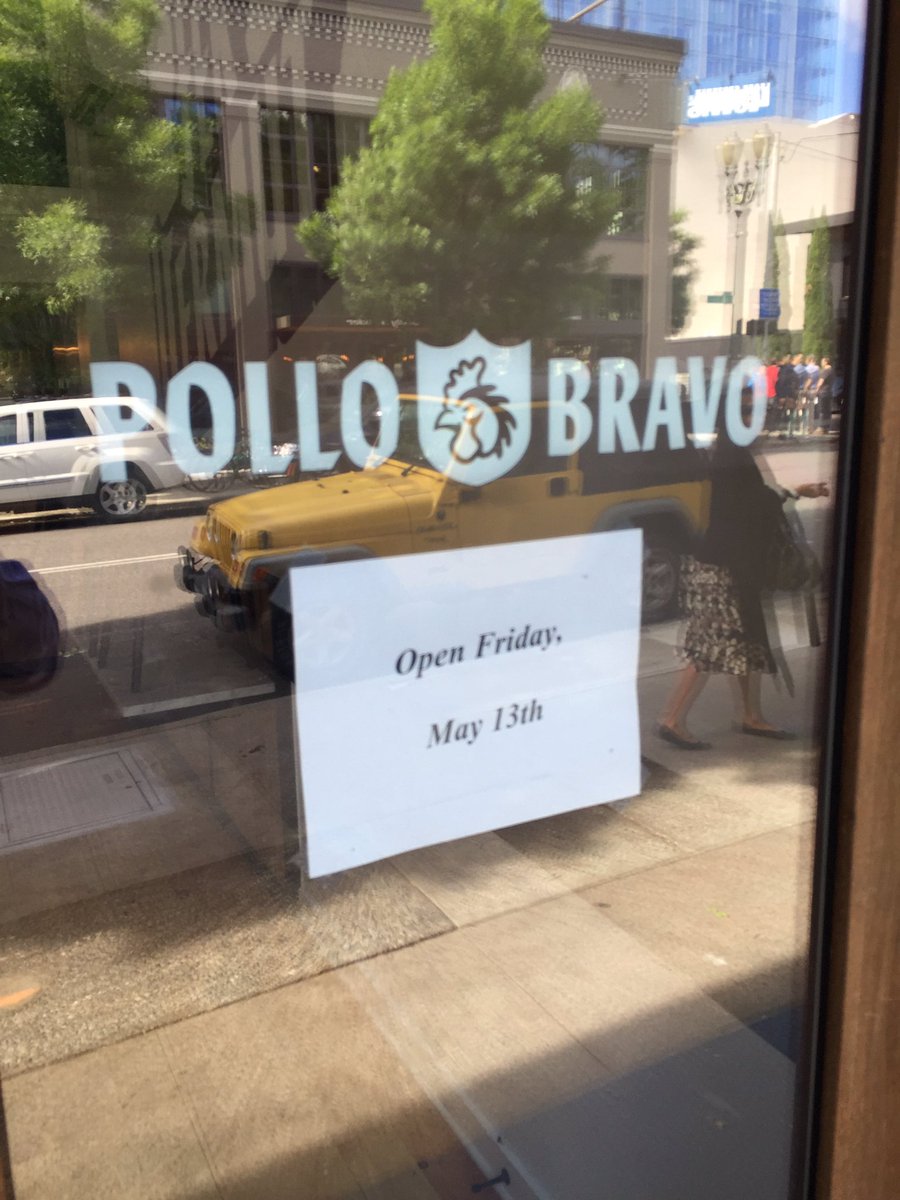 POLLO BRAVO
Open Friday,
May 13th